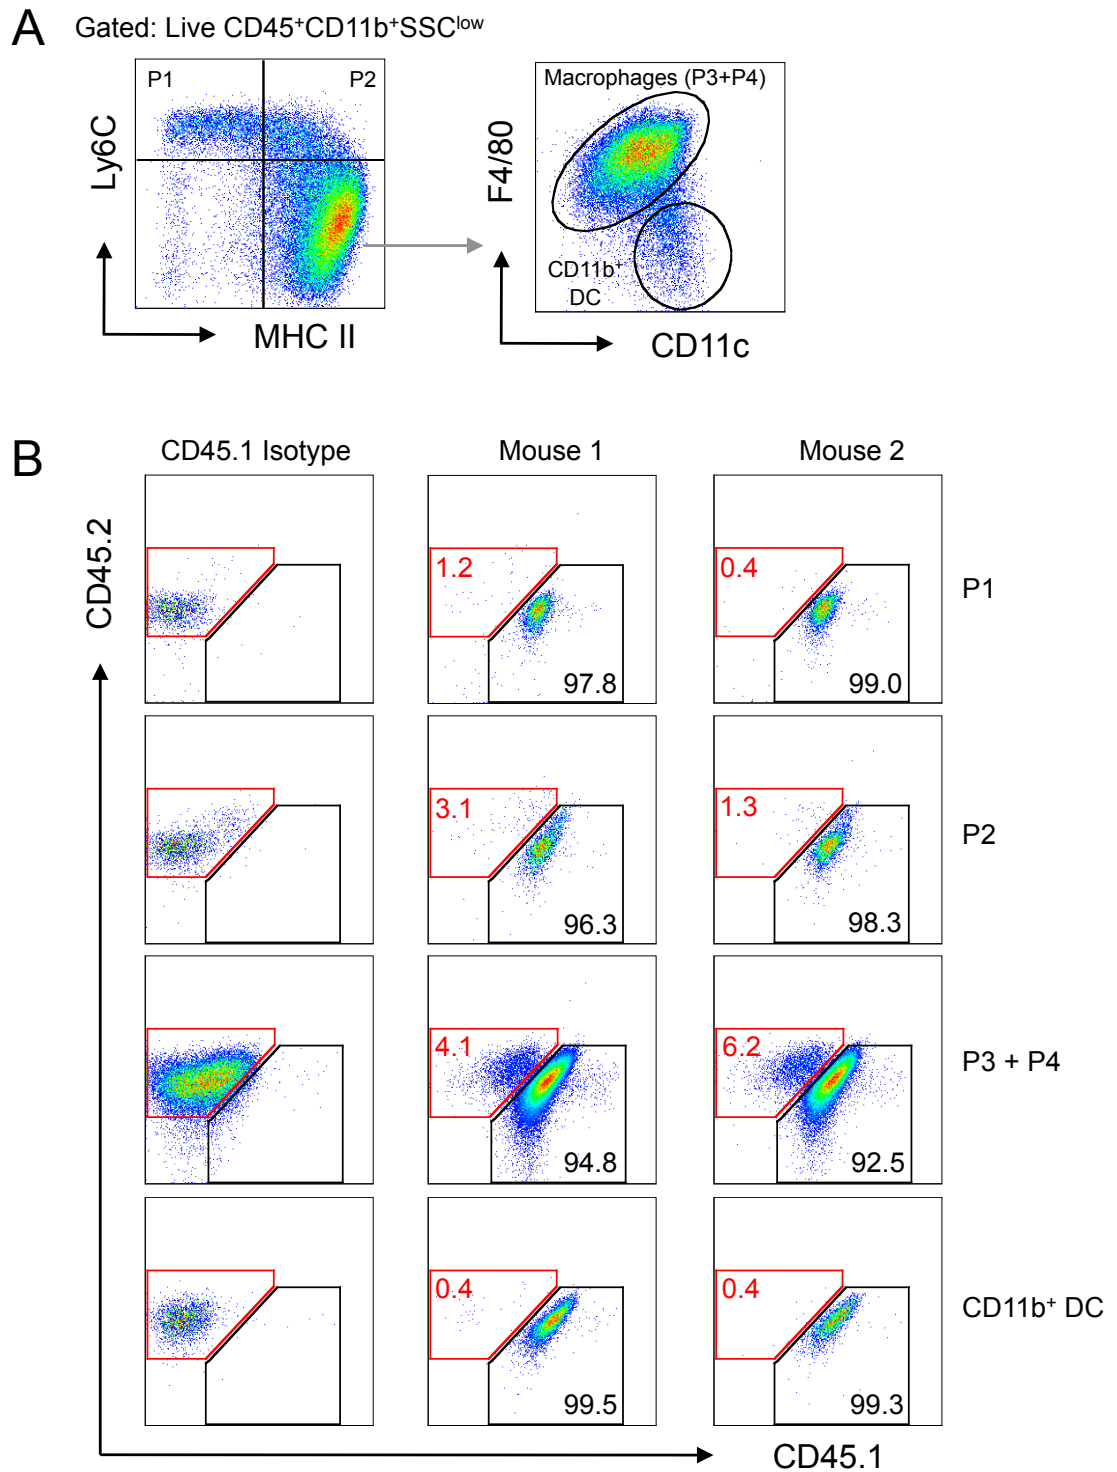 A
Gated: Live CD45⁺CD11b⁺SSCˡᵒʷ
P1
P2
Ly6C
MHC II
Macrophages (P3+P4)
F4/80
CD11b⁺
DC
CD11c
B
CD45.1 Isotype
Mouse 1
Mouse 2
CD45.2
1.2
97.8
0.4
99.0
P1
3.1
96.3
1.3
98.3
P2
4.1
94.8
6.2
92.5
P3 + P4
0.4
99.5
0.4
99.3
CD11b⁺ DC
CD45.1